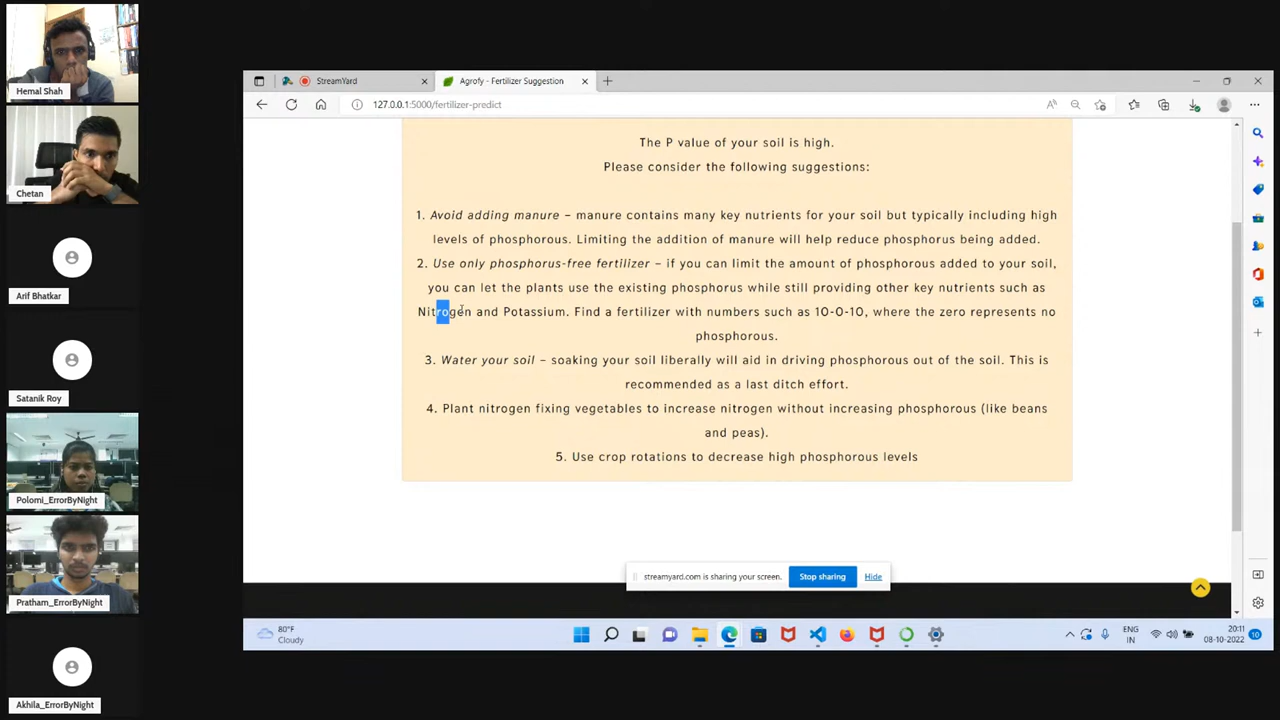 Hemal Shah
Chetan
Arif Bhatkar
Satanik Roy
Polomi_ErrorByNight
Pratham_ErrorByNight
Akhila_ErrorByNight
StreamYard
Agrofy - Fertilizer Suggestion
127.0.0.1:5000/fertilizer-predict
The P value of your soil is high.
Please consider the following suggestions:
1. Avoid adding manure – manure contains many key nutrients for your soil but typically including high
levels of phosphorous. Limiting the addition of manure will help reduce phosphorus being added.
2. Use only phosphorus-free fertilizer – if you can limit the amount of phosphorous added to your soil,
you can let the plants use the existing phosphorus while still providing other key nutrients such as
Nitrogen and Potassium. Find a fertilizer with numbers such as 10-0-10, where the zero represents no
phosphorous.
3. Water your soil – soaking your soil liberally will aid in driving phosphorous out of the soil. This is
recommended as a last ditch effort.
4. Plant nitrogen fixing vegetables to increase nitrogen without increasing phosphorous (like beans
and peas).
5. Use crop rotations to decrease high phosphorous levels
streamyard.com is sharing your screen.
Stop sharing
Hide
80°F
Cloudy
ENG
IN
20:11
08-10-2022
10